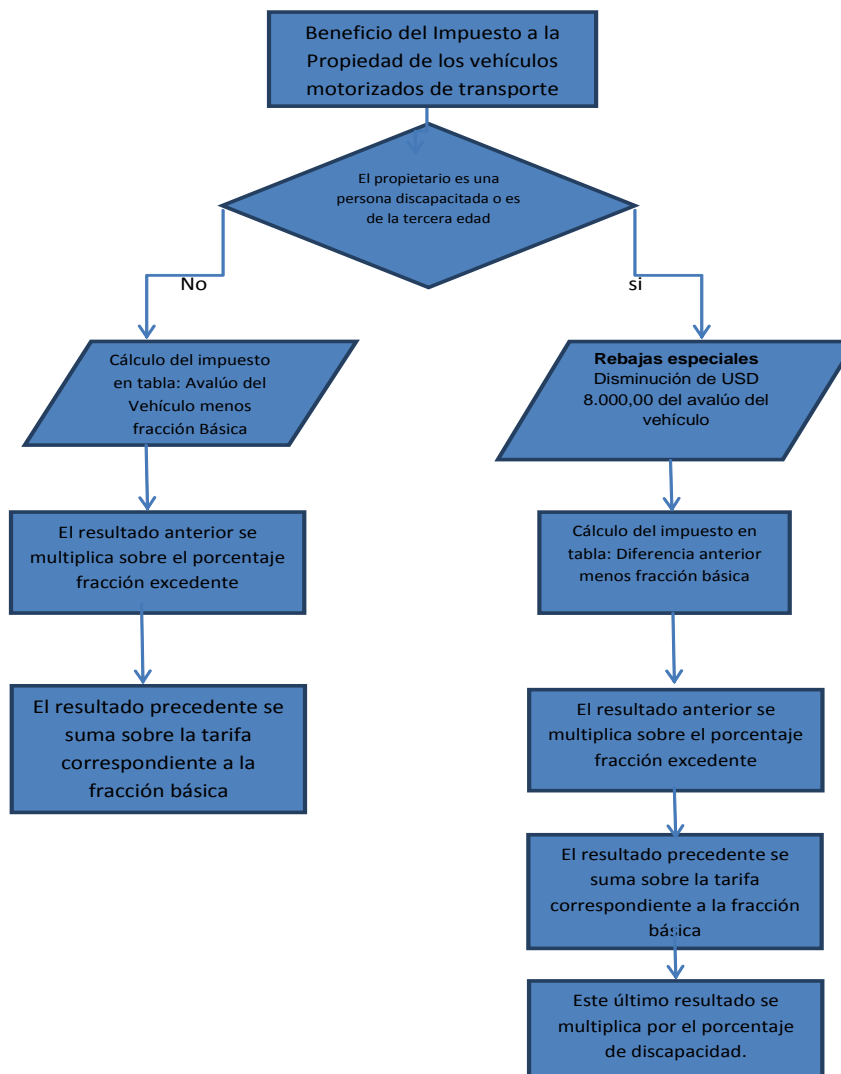 Beneficio del Impuesto a la
Propiedad de los vehículos
motorizados de transporte
El propietario es una
persona discapacitada o es
de la tercera edad
No
si
Cálculo del impuesto
en tabla: Avalúo del
Vehículo menos
fracción Básica
Rebajas especiales
Disminución de USD
8.000,00 del avalúo del
vehículo
El resultado anterior se
multiplica sobre el porcentaje
fracción excedente
Cálculo del impuesto en
tabla: Diferencia anterior
menos fracción básica
El resultado precedente se
suma sobre la tarifa
correspondiente a la
fracción básica
El resultado anterior se
multiplica sobre el porcentaje
fracción excedente
El resultado precedente se
suma sobre la tarifa
correspondiente a la fracción
básica
Este último resultado se
multiplica por el porcentaje
de discapacidad.